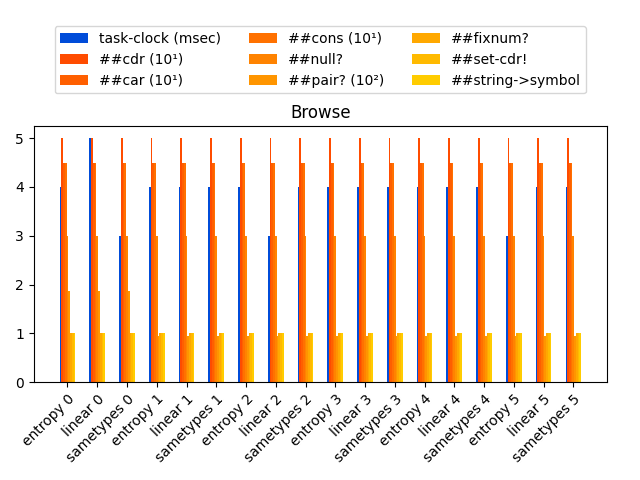 task-clock (msec) ##cons (10¹) ##fixnum?
##cdr (10¹) ##null? ##set-cdr!
##car (10¹) ##pair? (10²) ##string->symbol
Browse
5
4
3
2
1
0
entropy 0
linear 0
sametypes 0
entropy 1
linear 1
sametypes 1
entropy 2
linear 2
sametypes 2
entropy 3
linear 3
sametypes 3
entropy 4
linear 4
sametypes 4
entropy 5
linear 5
sametypes 5